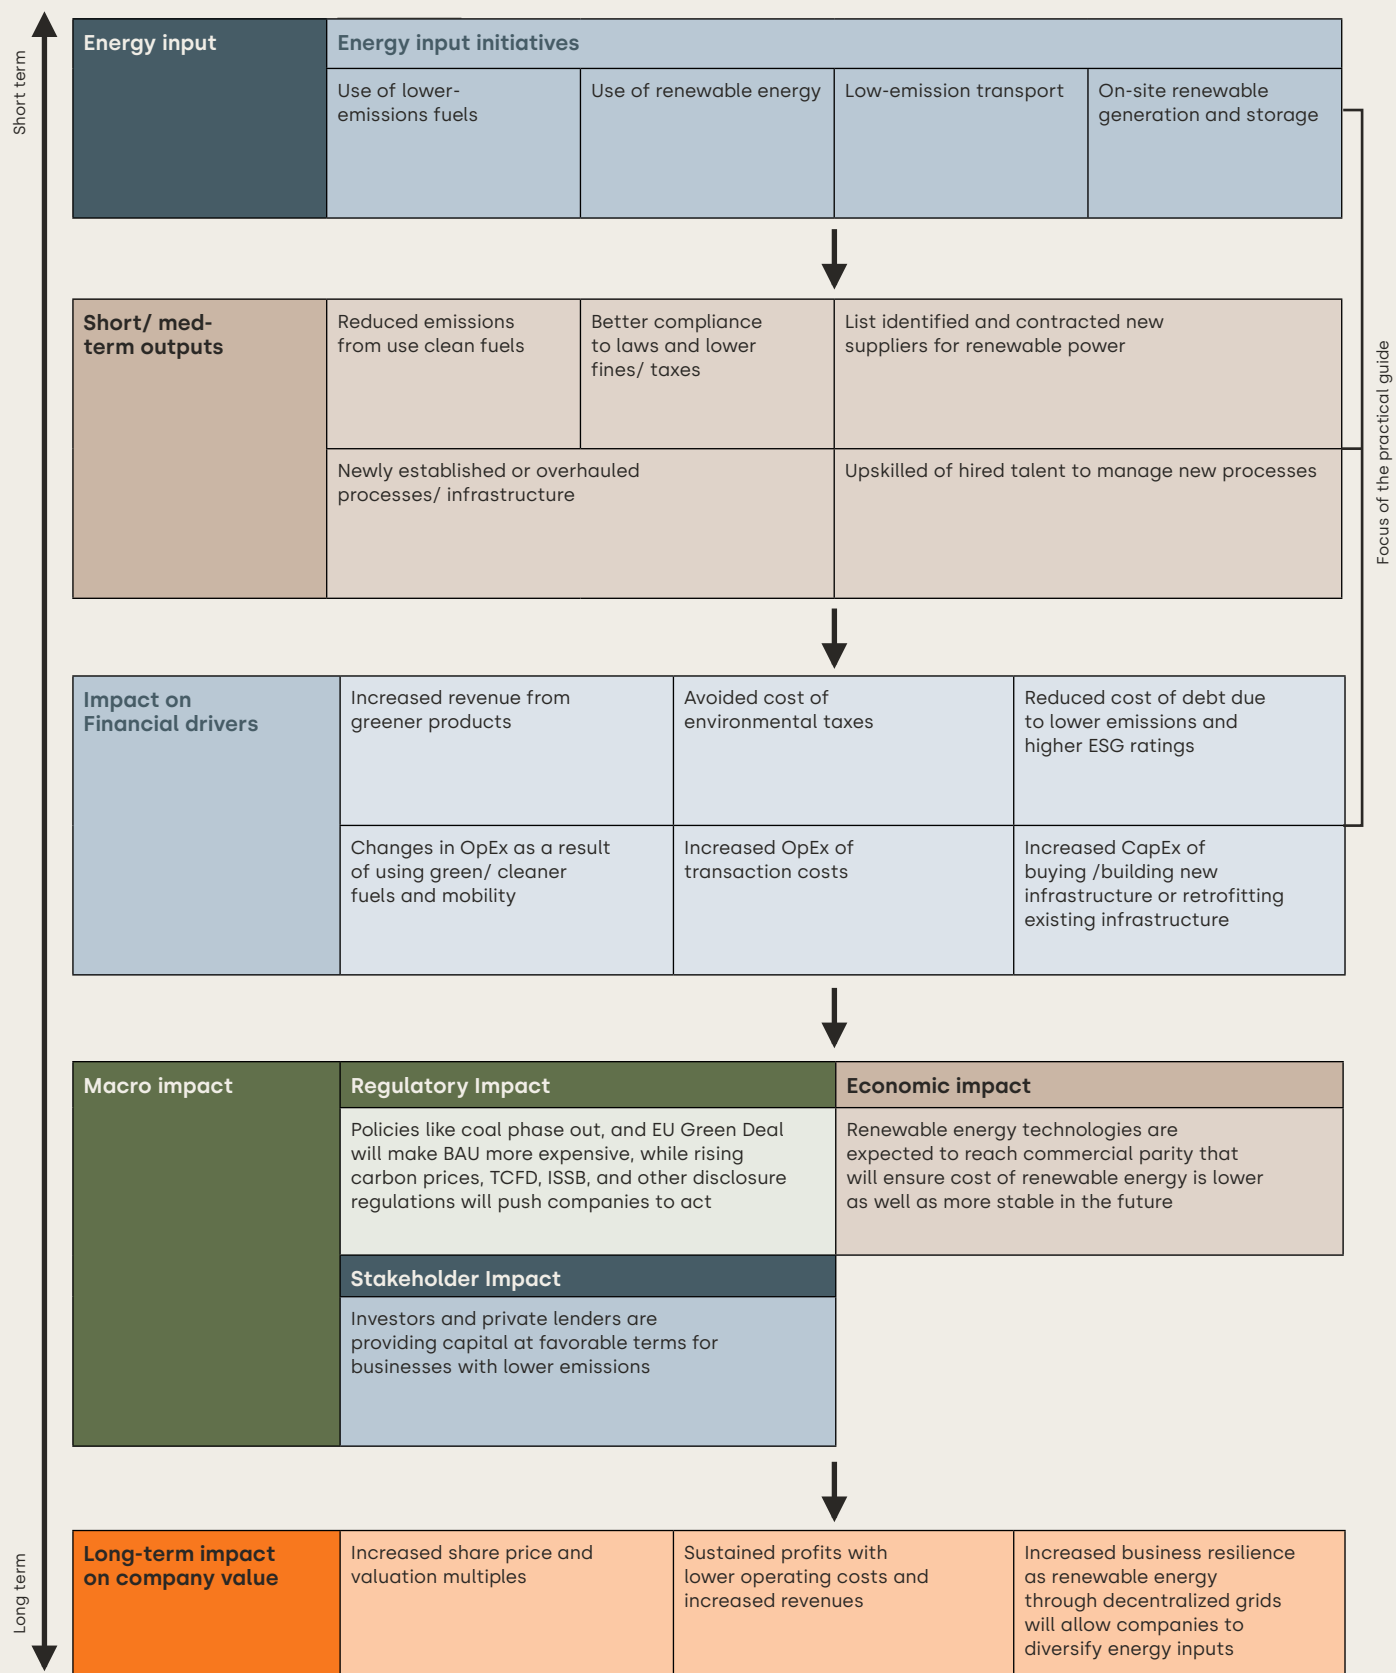 Short term
Energy input
Energy input initiatives
Use of lower-
emissions fuels
Use of renewable energy
Low-emission transport
On-site renewable
generation and storage
Short/ med-
term outputs
Reduced emissions
from use clean fuels
Better compliance
to laws and lower
fines/ taxes
List identified and contracted new
suppliers for renewable power
Newly established or overhauled
processes/ infrastructure
Upskilled of hired talent to manage new processes
Focus of the practical guide
Impact on
Financial drivers
Increased revenue from
greener products
Avoided cost of
environmental taxes
Reduced cost of debt due
to lower emissions and
higher ESG ratings
Changes in OpEx as a result
of using green/ cleaner
fuels and mobility
Increased OpEx of
transaction costs
Increased CapEx of
buying /building new
infrastructure or retrofitting
existing infrastructure
Macro impact
Regulatory Impact
Policies like coal phase out, and EU Green Deal
will make BAU more expensive, while rising
carbon prices, TCFD, ISSB, and other disclosure
regulations will push companies to act
Economic impact
Renewable energy technologies are
expected to reach commercial parity that
will ensure cost of renewable energy is lower
as well as more stable in the future
Stakeholder Impact
Investors and private lenders are
providing capital at favorable terms for
businesses with lower emissions
Long term
Long-term impact
on company value
Increased share price and
valuation multiples
Sustained profits with
lower operating costs and
increased revenues
Increased business resilience
as renewable energy
through decentralized grids
will allow companies to
diversify energy inputs